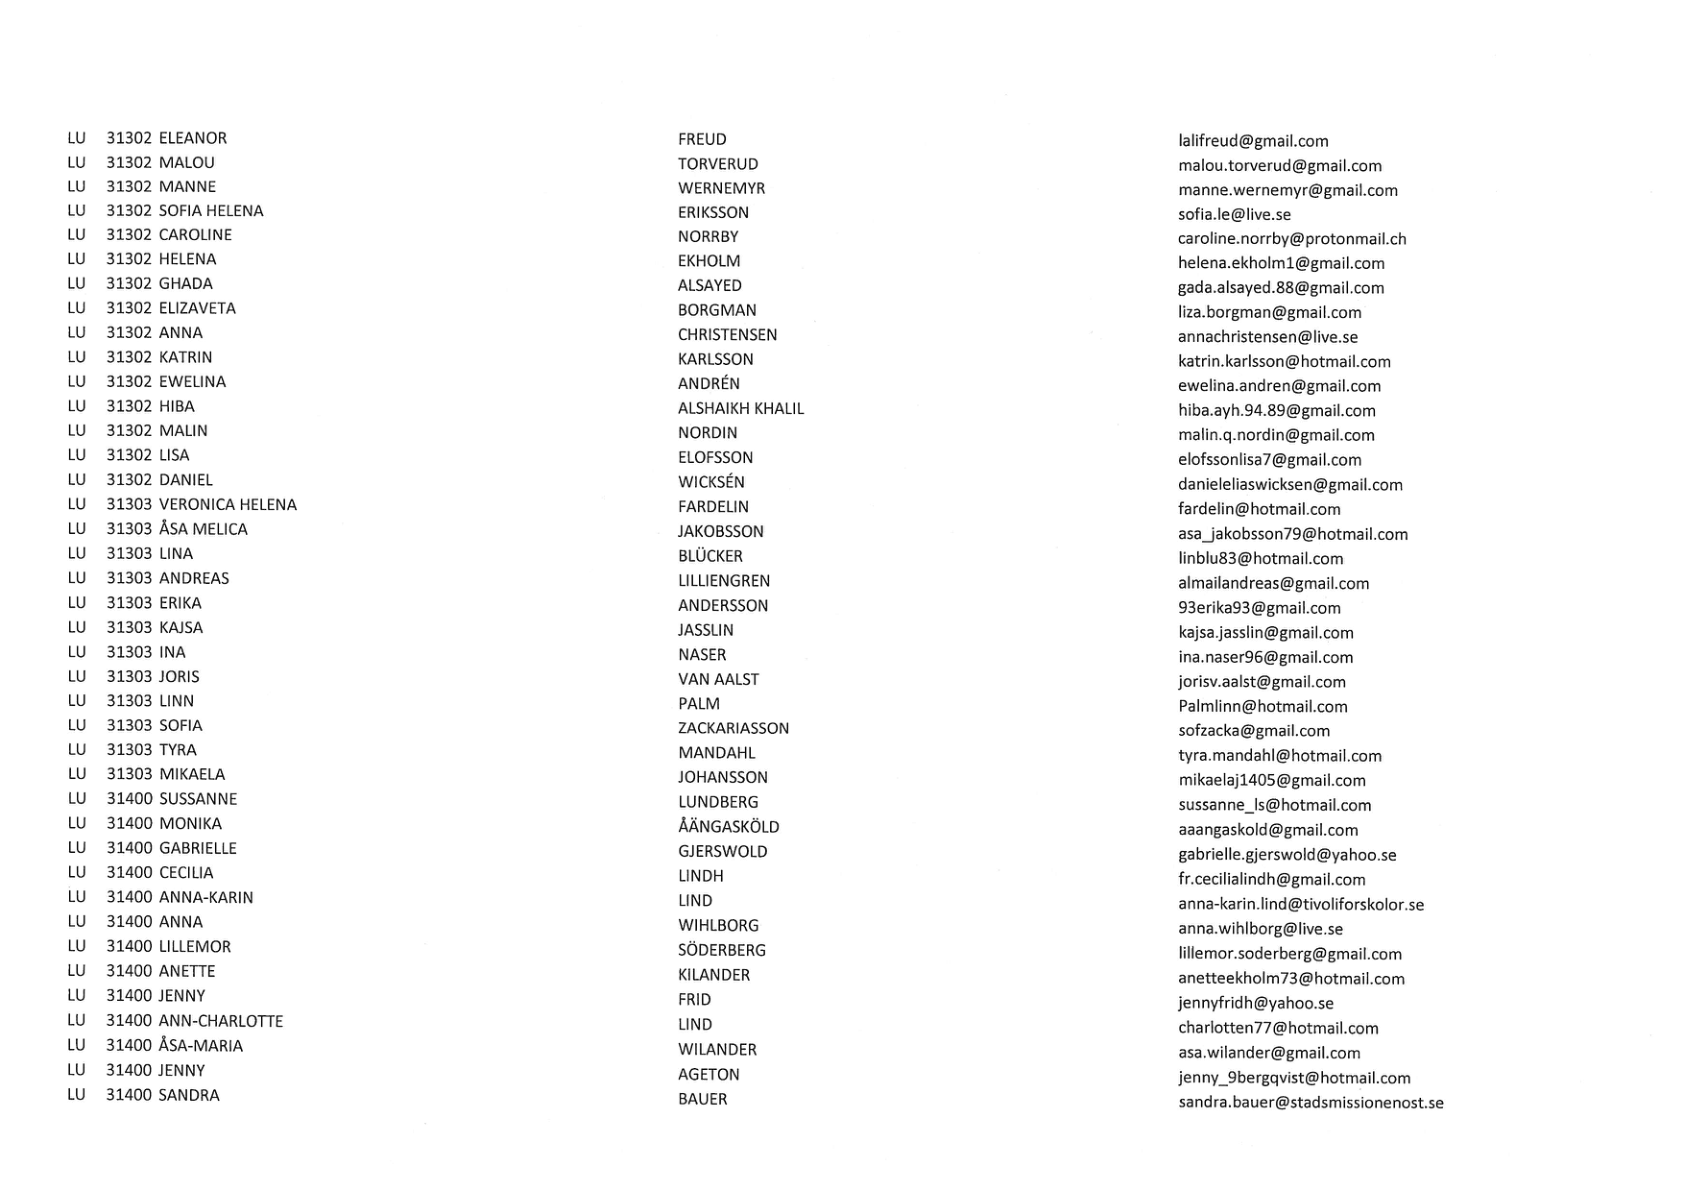 LU 31302 ELEANOR FREUD lalifreud@gmail.com
LU 31302 MALOU TORVERUD malou.torverud@gmail.com
LU 31302 MANNE WERNEMYR manne.wernemyr@gmail.com
LU 31302 SOFIA HELENA ERIKSSON sofia.le@live.se
LU 31302 CAROLINE NORRBY caroline.norrby@protonmail.ch
LU 31302 HELENA EKHOLM helena.ekholm1@gmail.com
LU 31302 GHADA ALSAYED gada.alsayed.88@gmail.com
LU 31302 ELIZAVETA BORGMAN liza.borgman@gmail.com
LU 31302 ANNA CHRISTENSEN annachristensen@live.se
LU 31302 KATRIN KARLSSON katrin.karlsson@hotmail.com
LU 31302 EWELINA ANDRÉN ewelina.andren@gmail.com
LU 31302 HIBA ALSHAIKH KHALIL hiba.ayh.94.89@gmail.com
LU 31302 MALIN NORDIN malin.q.nordin@gmail.com
LU 31302 LISA ELOFSSON elofssonlisa7@gmail.com
LU 31302 DANIEL WICKSÉN danieleliaswicksen@gmail.com
LU 31303 VERONICA HELENA FARDELIN fardelin@hotmail.com
LU 31303 ÅSA MELICA JAKOBSSON asa_jakobsson79@hotmail.com
LU 31303 LINA BLÜCKER linblu83@hotmail.com
LU 31303 ANDREAS LILLIENGREN almailandreas@gmail.com
LU 31303 ERIKA ANDERSSON 93erika93@gmail.com
LU 31303 KAJSA JASSLIN kajsa.jasslin@gmail.com
LU 31303 INA NASER ina.naser96@gmail.com
LU 31303 JORIS VAN AALST jorisv.aalst@gmail.com
LU 31303 LINN PALM Palmlinn@hotmail.com
LU 31303 SOFIA ZACKARIASSON sofzacka@gmail.com
LU 31303 TYRA MANDAHL tyra.mandahl@hotmail.com
LU 31303 MIKAELA JOHANSSON mikaelaj1405@gmail.com
LU 31400 SUSSANNE LUNDBERG sussanne_ls@hotmail.com
LU 31400 MONIKA ÅÄNGASKÖLD aaangaskold@gmail.com
LU 31400 GABRIELLE GJERSWOLD gabrielle.gjerswold@yahoo.se
LU 31400 CECILIA LINDH fr.cecilialindh@gmail.com
LU 31400 ANNA-KARIN LIND anna-karin.lind@tivoliforskolor.se
LU 31400 ANNA WIHLBORG anna.wihlborg@live.se
LU 31400 LILLEMOR SÖDERBERG lillemor.soderberg@gmail.com
LU 31400 ANETTE KILANDER anetteekholm73@hotmail.com
LU 31400 JENNY FRID jennyfridh@yahoo.se
LU 31400 ANN-CHARLOTTE LIND charlotten77@hotmail.com
LU 31400 ÅSA-MARIA WILANDER asa.wilander@gmail.com
LU 31400 JENNY AGETON jenny_9bergqvist@hotmail.com
LU 31400 SANDRA BAUER sandra.bauer@stadsmissionenost.se